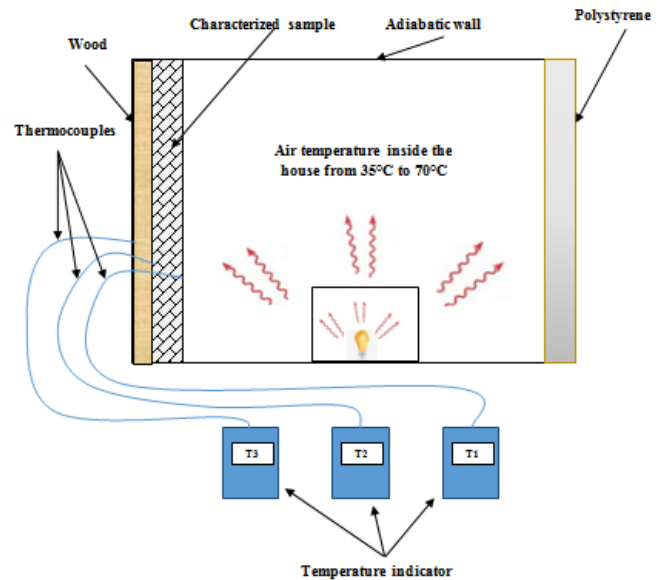 Polystyrene
Characterized sample
Adiabatic wall
Wood
Thermocouples
Air temperature inside the
house from 35°C to 70°C
T3
T2
T1
Temperature indicator